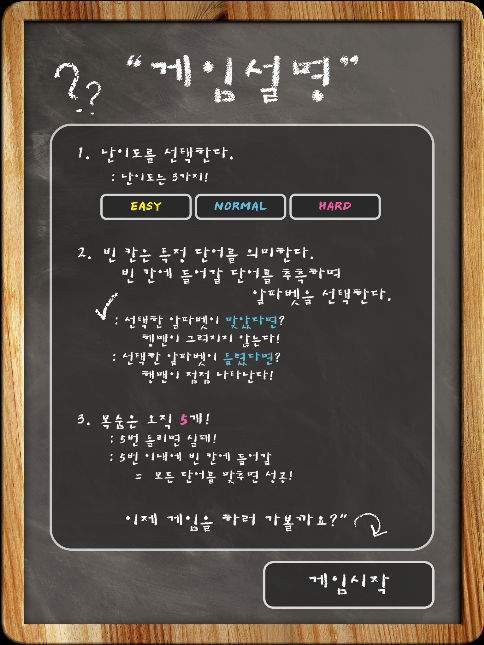 ??
“게임설명”
1. 난이도를 선택한다.
: 난이도는 3가지!
EASY NORMAL HARD
2. 빈 칸은 특정 단어를 의미한다.
빈 칸에 들어갈 단어를 추측하며
알파벳을 선택한다.
: 선택한 알파벳이 맞았다면?
행맨이 그려지지 않는다!
: 선택한 알파벳이 틀렸다면?
행맨이 점점 나타난다!
3. 목숨은 오직 5개!
: 5번 틀리면 실패!
: 5번 이내에 빈 칸에 들어갈
= 모든 단어를 맞추면 성공!
이제 게임을 하러 가볼까요?”
게임시작